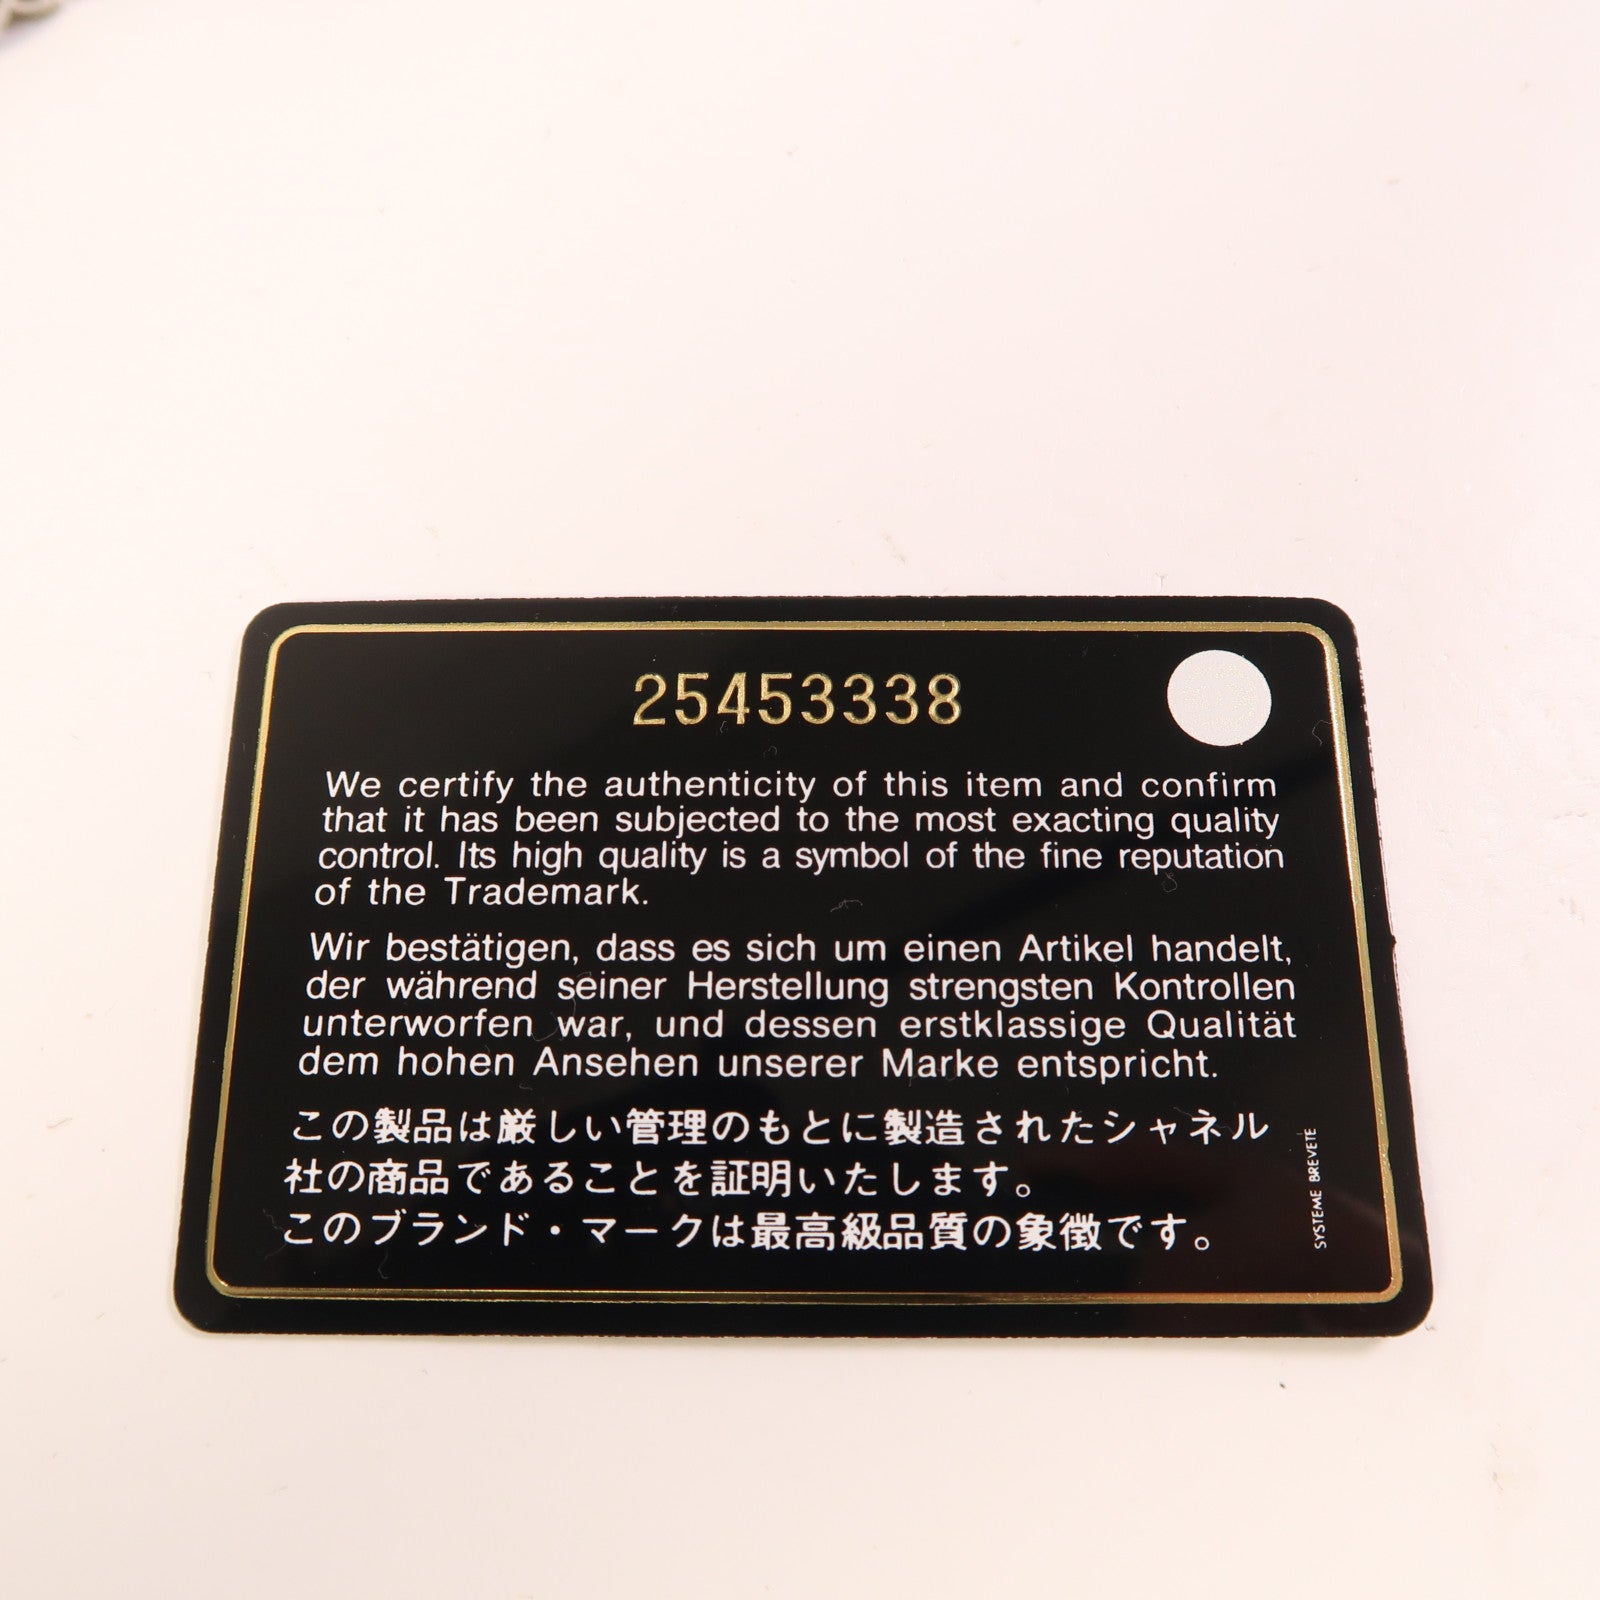 25453338
We certify the authenticity of this item and confirm
that it has been subjected to the most exacting quality
control. Its high quality is a symbol of the fine reputation
of the Trademark.
Wir bestätigen, dass es sich um einen Artikel handelt,
der während seiner Herstellung strengsten Kontrollen
unterworfen war, und dessen erstklassige Qualität
dem hohen Ansehen unserer Marke entspricht.
この製品は厳しい管理のもとに製造されたシャネル
社の商品であることを証明いたします。
このブランド・マークは最高級品質の象徴です。
SYSTEME BREVETE